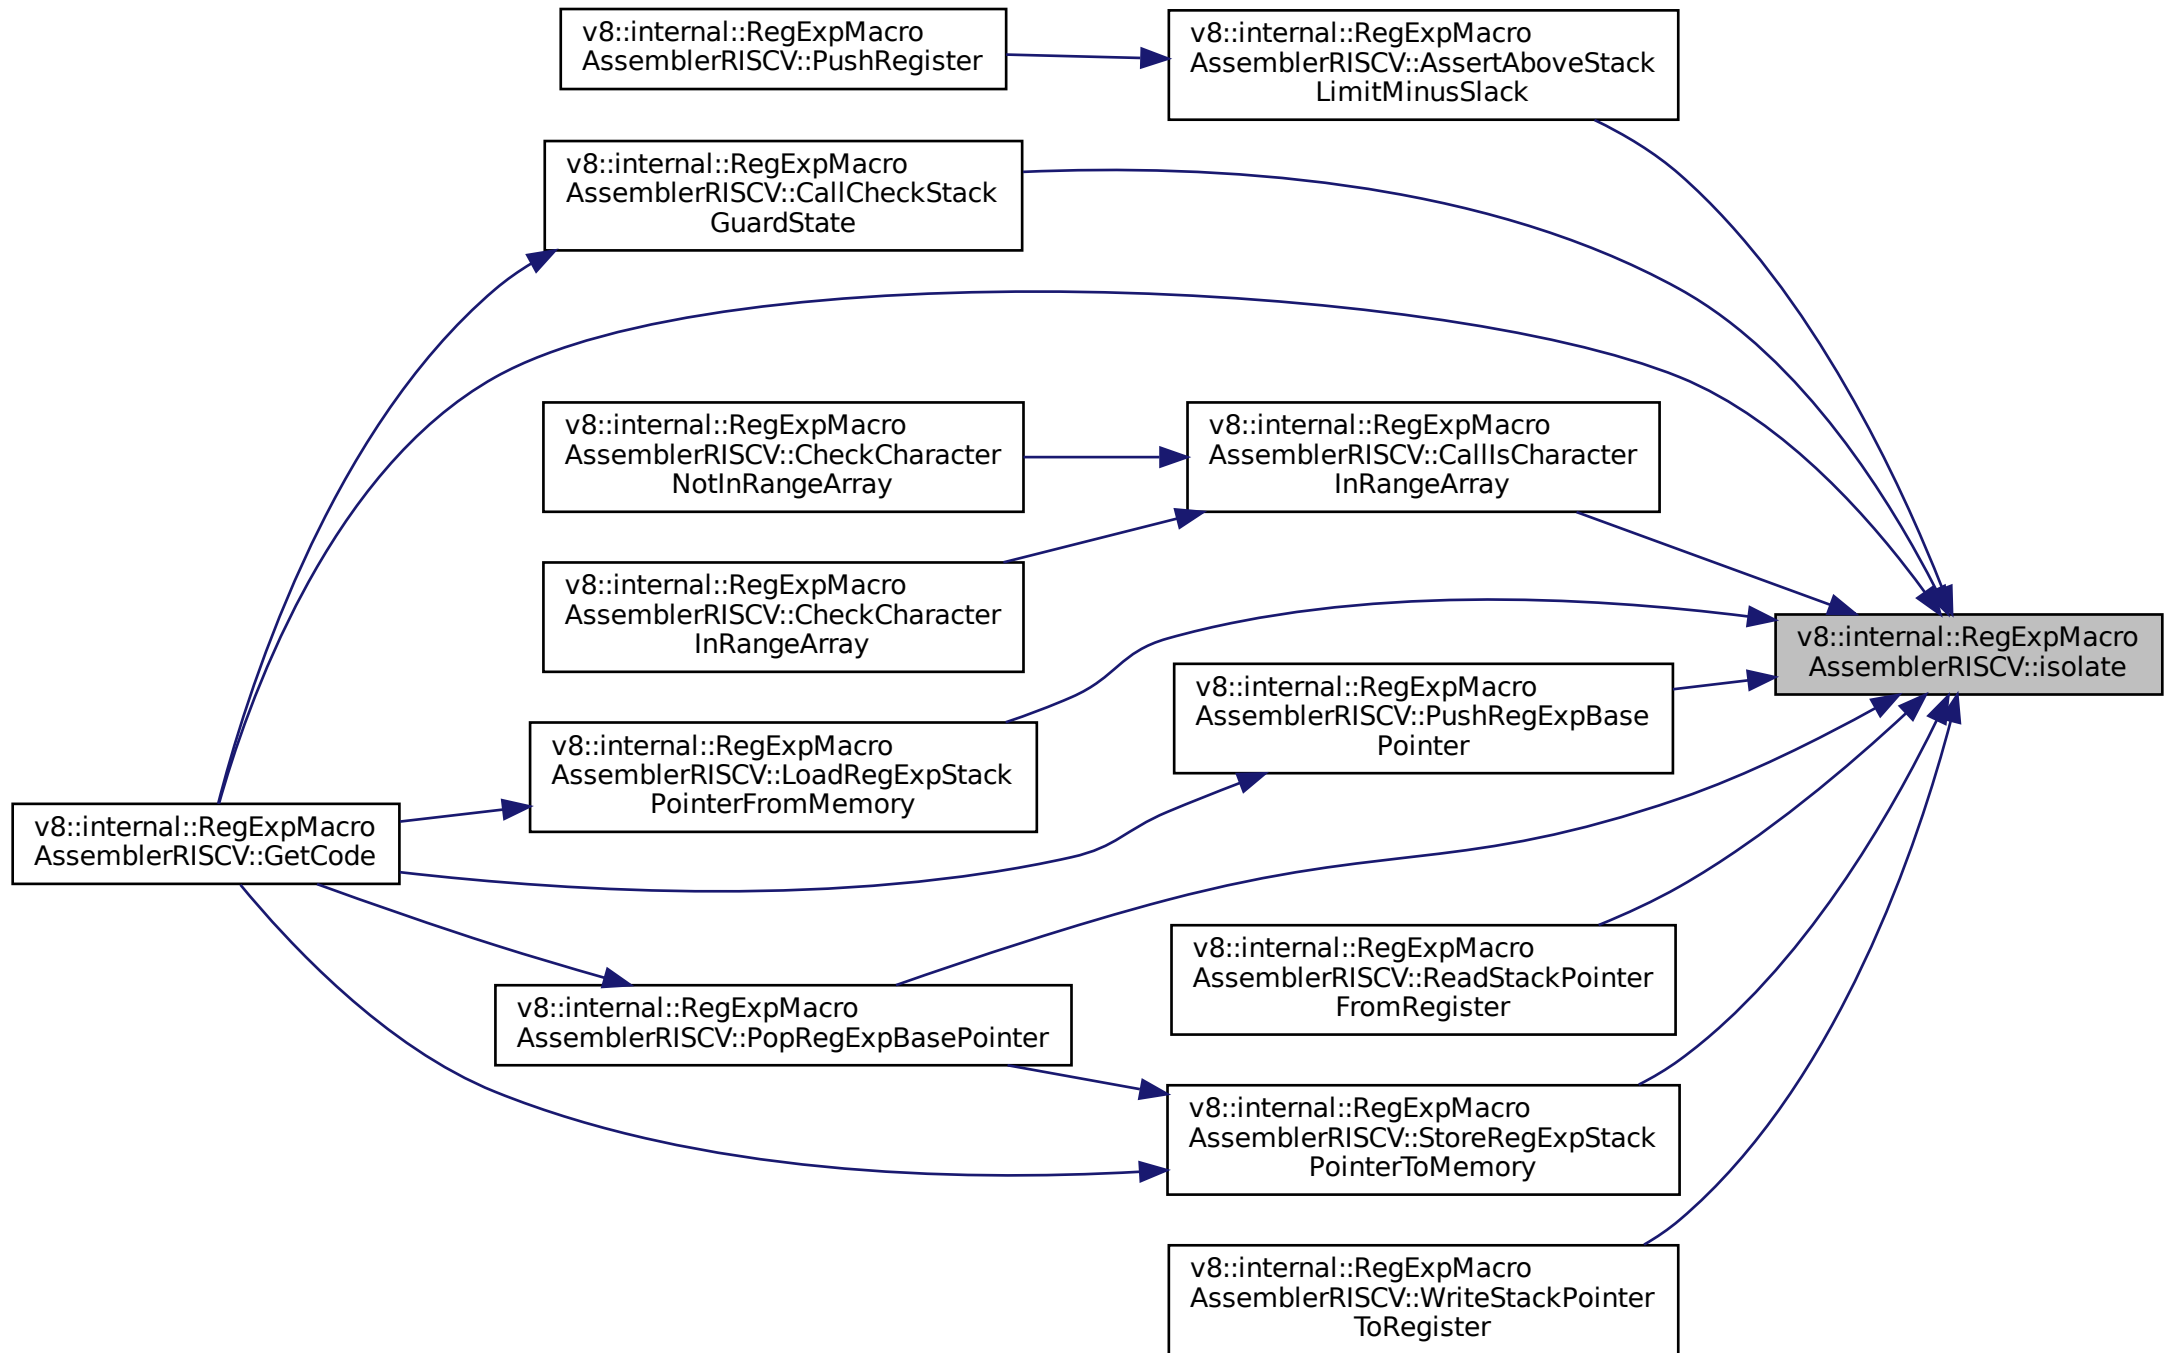 v8::internal::RegExpMacro
AssemblerRISCV::PushRegister
v8::internal::RegExpMacro
AssemblerRISCV::AssertAboveStack
LimitMinusSlack
v8::internal::RegExpMacro
AssemblerRISCV::CallCheckStack
GuardState
v8::internal::RegExpMacro
AssemblerRISCV::CheckCharacter
NotInRangeArray
v8::internal::RegExpMacro
AssemblerRISCV::CallIsCharacter
InRangeArray
v8::internal::RegExpMacro
AssemblerRISCV::CheckCharacter
InRangeArray
v8::internal::RegExpMacro
AssemblerRISCV::isolate
v8::internal::RegExpMacro
AssemblerRISCV::PushRegExpBase
Pointer
v8::internal::RegExpMacro
AssemblerRISCV::LoadRegExpStack
PointerFromMemory
v8::internal::RegExpMacro
AssemblerRISCV::GetCode
v8::internal::RegExpMacro
AssemblerRISCV::ReadStackPointer
FromRegister
v8::internal::RegExpMacro
AssemblerRISCV::PopRegExpBasePointer
v8::internal::RegExpMacro
AssemblerRISCV::StoreRegExpStack
PointerToMemory
v8::internal::RegExpMacro
AssemblerRISCV::WriteStackPointer
ToRegister